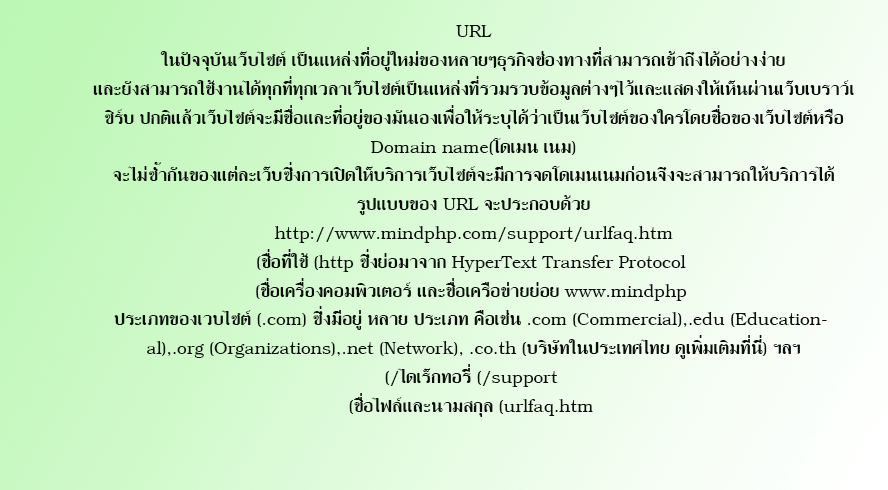 URL
ในปัจจุบันเว็บไซต์ เป็นแหล่งที่อยู่ใหม่ของหลายๆธุรกิจช่องทางที่สามารถเข้าถึงได้อย่างง่าย
และยังสามารถใช้งานได้ทุกที่ทุกเวลาเว็บไซต์เป็นแหล่งที่รวมรวบข้อมูลต่างๆไว้และแสดงให้เห็นผ่านเว็บเบราว์เ
ซิร์บ ปกติแล้วเว็บไซต์จะมีชื่อและที่อยู่ของมันเองเพื่อให้ระบุได้ว่าเป็นเว็บไซต์ของใครโดยชื่อของเว็บไซต์หรือ
Domain name(โดเมน เนม)
จะไม่ซ้ำกันของแต่ละเว็บซึ่งการเปิดให้บริการเว็บไซต์จะมีการจดโดเมนเนมก่อนจึงจะสามารถให้บริการได้
รูปแบบของ URL จะประกอบด้วย
http://www.mindphp.com/support/urlfaq.htm
(ชื่อที่ใช้ (http ซึ่งย่อมาจาก HyperText Transfer Protocol
(ชื่อเครื่องคอมพิวเตอร์ และชื่อเครือข่ายย่อย www.mindphp
ประเภทของเวบไซต์ (.com) ซึ่งมีอยู่ หลาย ประเภท คือเช่น .com (Commercial),.edu (Education-
al),.org (Organizations),.net (Network), .co.th (บริษัทในประเทศไทย ดูเพิ่มเติมที่นี่) ฯลฯ
(/ไดเร็กทอรี่ (/support
(ชื่อไฟล์และนามสกุล (urlfaq.htm